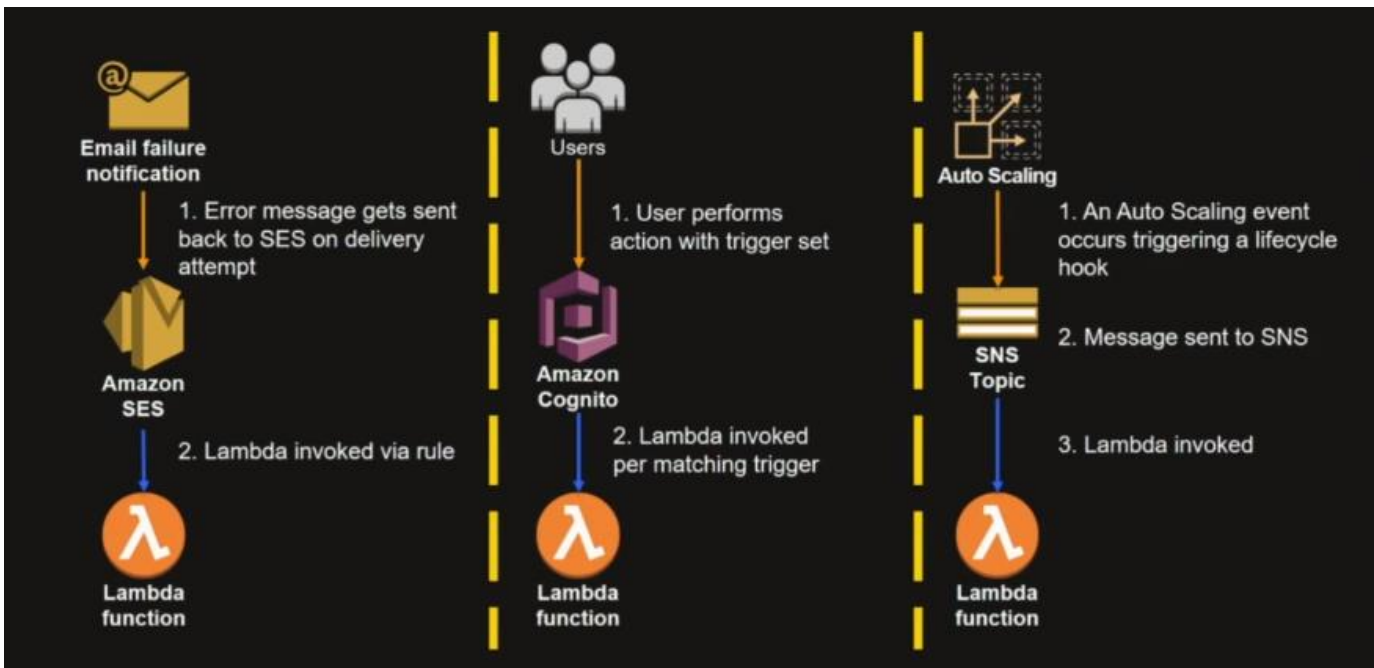 @
Email failure
notification
1. Error message gets sent
back to SES on delivery
attempt
Amazon
SES
2. Lambda invoked via rule
λ
Lambda
function
Users
1. User performs
action with trigger set
Amazon
Cognito
2. Lambda invoked
per matching trigger
λ
Lambda
function
Auto Scaling
1. An Auto Scaling event
occurs triggering a lifecycle
hook
2. Message sent to SNS
SNS
Topic
3. Lambda invoked
λ
Lambda
function